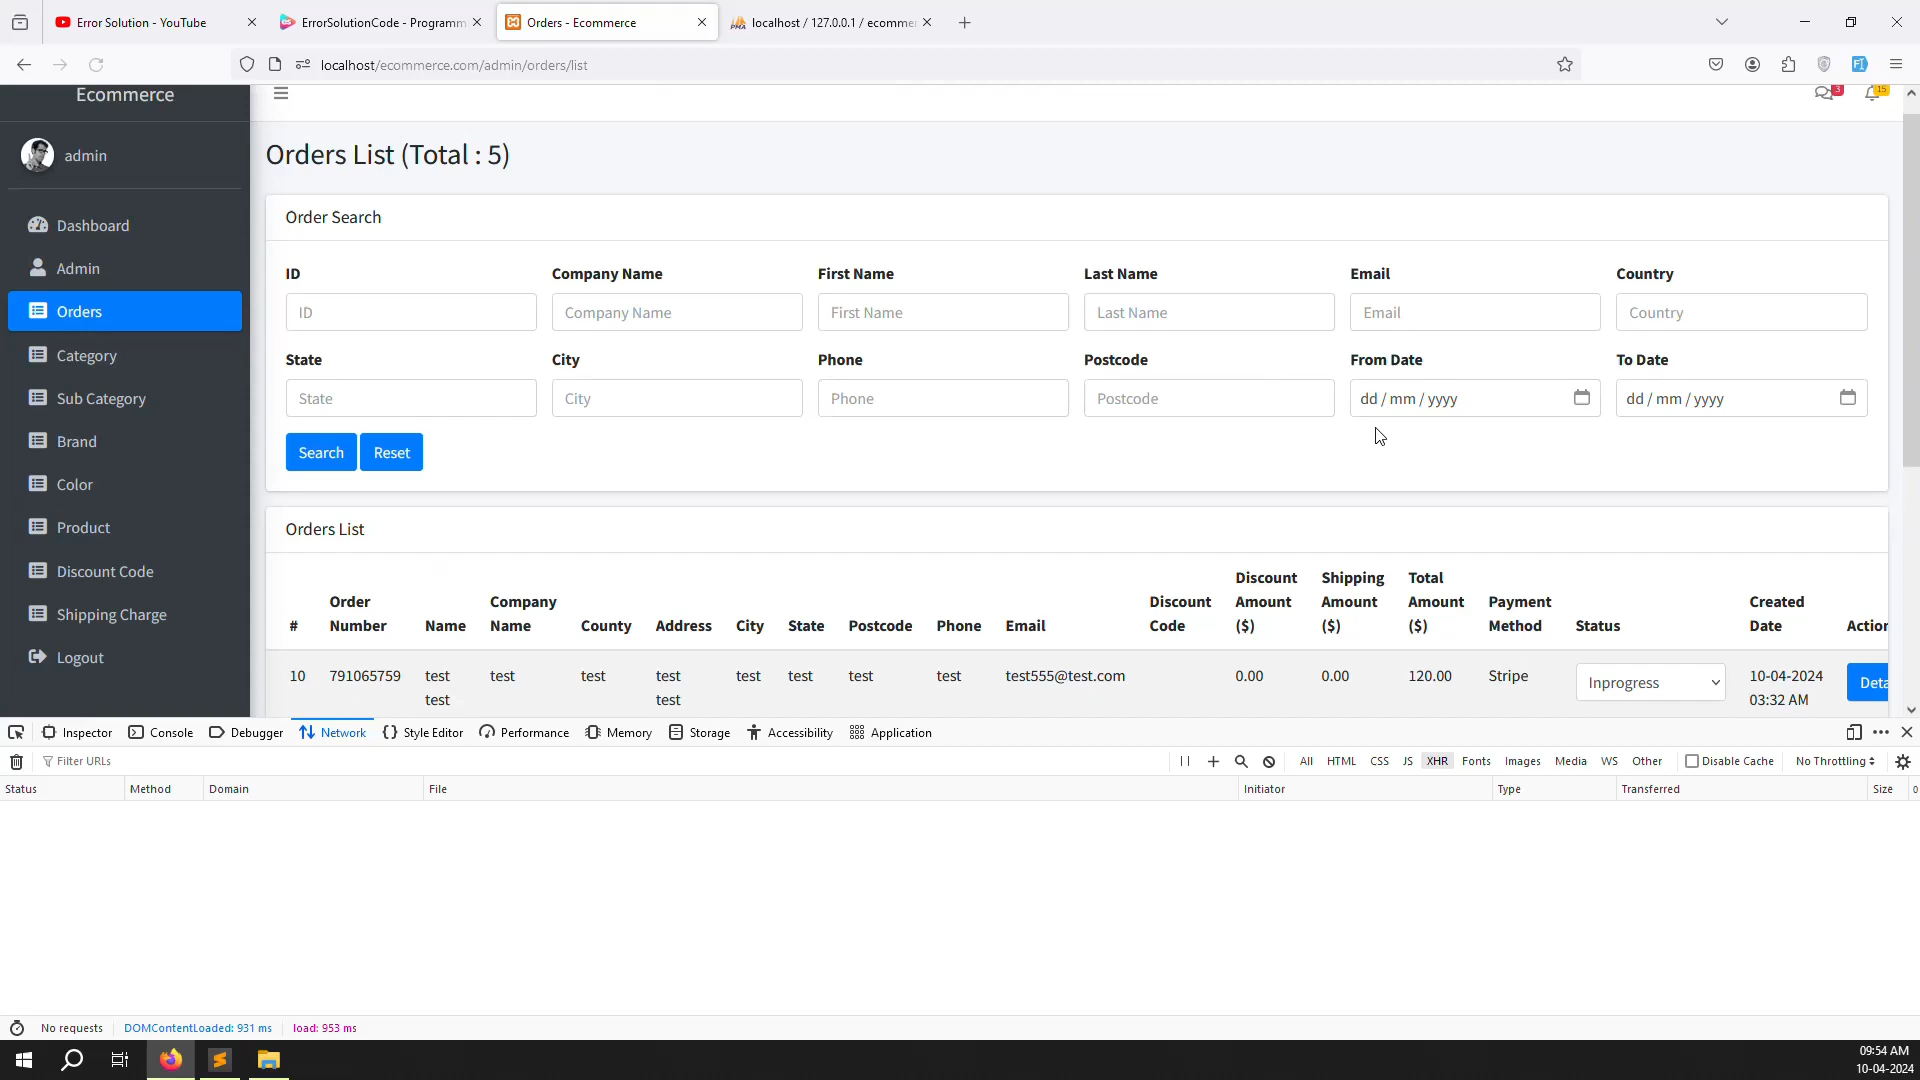 Error Solution - YouTube
ErrorSolutionCode - Programm
Orders - Ecommerce
localhost / 127.0.0.1 / ecomme
localhost/ecommerce.com/admin/orders/list
Ecommerce
3
15
admin
Dashboard
Admin
Orders
Category
Sub Category
Brand
Color
Product
Discount Code
Shipping Charge
Logout
Orders List (Total : 5)
Order Search
ID Company Name First Name Last Name Email Country
ID Company Name First Name Last Name Email Country
State City Phone Postcode From Date To Date
State City Phone Postcode dd / mm / yyyy dd / mm / yyyy
Search Reset
Orders List
# Order Number Name Company Name County Address City State Postcode Phone Email Discount Code Discount Amount ($) Shipping Amount ($) Total Amount ($) Payment Method Status Created Date Action
10 791065759 test test test test test test test test test test test555@test.com 0.00 0.00 120.00 Stripe Inprogress 10-04-2024 03:32 AM Deta
Inspector Console Debugger Network Style Editor Performance Memory Storage Accessibility Application
Filter URLs All HTML CSS JS XHR Fonts Images Media WS Other Disable Cache No Throttling
Status Method Domain File Initiator Type Transferred Size 0
No requests DOMContentLoaded: 931 ms load: 953 ms
09:54 AM
10-04-2024